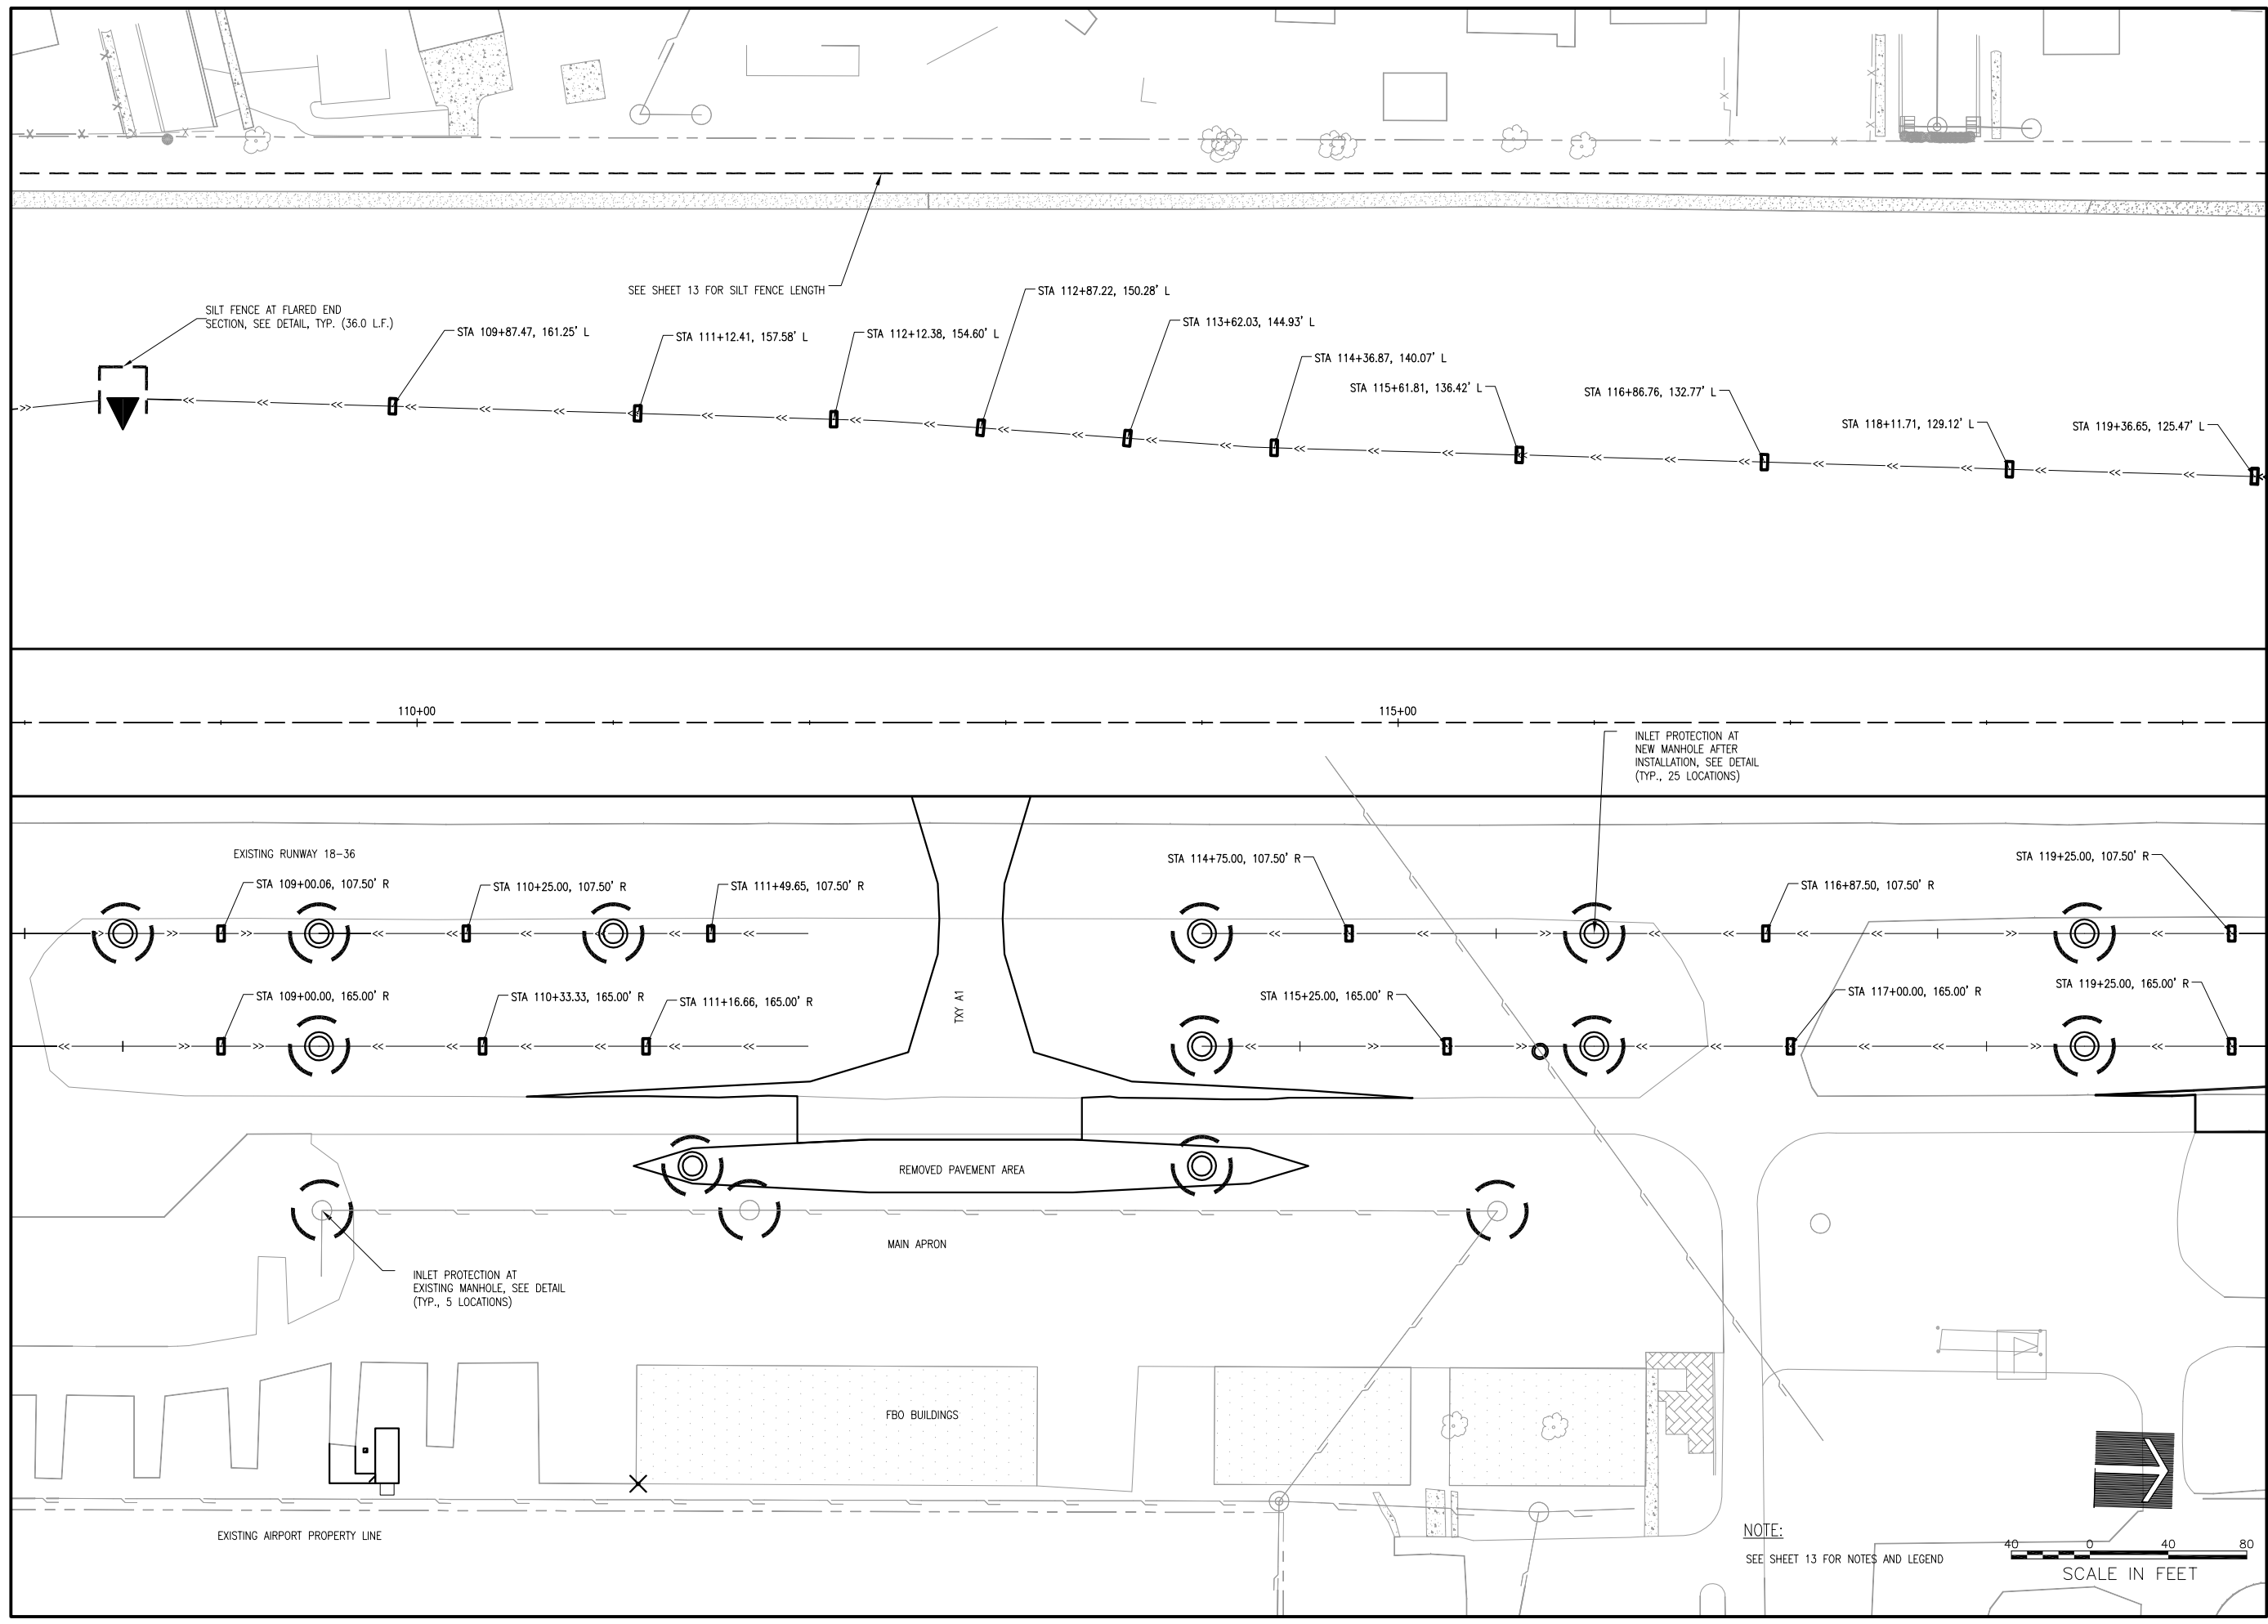 SEE SHEET 13 FOR SILT FENCE LENGTH
STA 112+87.22, 150.28' L
SILT FENCE AT FLARED END
SECTION, SEE DETAIL, TYP. (36.0 L.F.)
STA 109+87.47, 161.25' L
STA 111+12.41, 157.58' L
STA 112+12.38, 154.60' L
STA 113+62.03, 144.93' L
STA 114+36.87, 140.07' L
STA 115+61.81, 136.42' L
STA 116+86.76, 132.77' L
STA 118+11.71, 129.12' L
STA 119+36.65, 125.47' L
110+00
115+00
INLET PROTECTION AT
NEW MANHOLE AFTER
INSTALLATION, SEE DETAIL
(TYP., 25 LOCATIONS)
EXISTING RUNWAY 18-36
STA 109+00.06, 107.50' R
STA 110+25.00, 107.50' R
STA 111+49.65, 107.50' R
STA 114+75.00, 107.50' R
STA 116+87.50, 107.50' R
STA 119+25.00, 107.50' R
STA 109+00.00, 165.00' R
STA 110+33.33, 165.00' R
STA 111+16.66, 165.00' R
TXY A1
STA 115+25.00, 165.00' R
STA 117+00.00, 165.00' R
STA 119+25.00, 165.00' R
REMOVED PAVEMENT AREA
MAIN APRON
INLET PROTECTION AT
EXISTING MANHOLE, SEE DETAIL
(TYP., 5 LOCATIONS)
FBO BUILDINGS
EXISTING AIRPORT PROPERTY LINE
NOTE:
SEE SHEET 13 FOR NOTES AND LEGEND
40 0 40 80
SCALE IN FEET